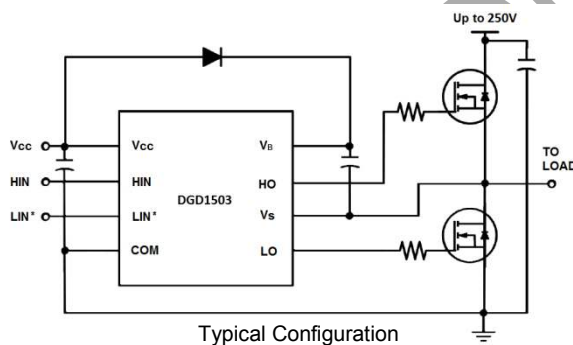 Up to 250V
Vcc
HIN
LIN*
Vcc
HIN
LIN*
COM
DGD1503
VB
HO
Vs
LO
TO
LOAD
Typical Configuration